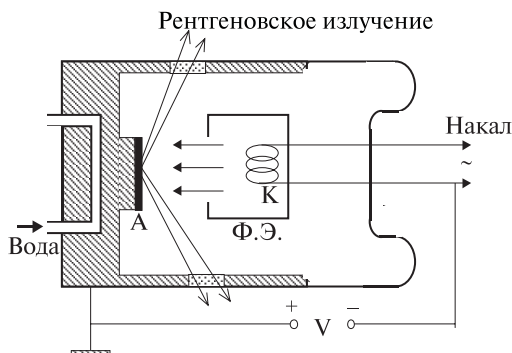 Рентгеновское излучение
Накал
~
К
А
Ф.Э.
Вода
+ −
V